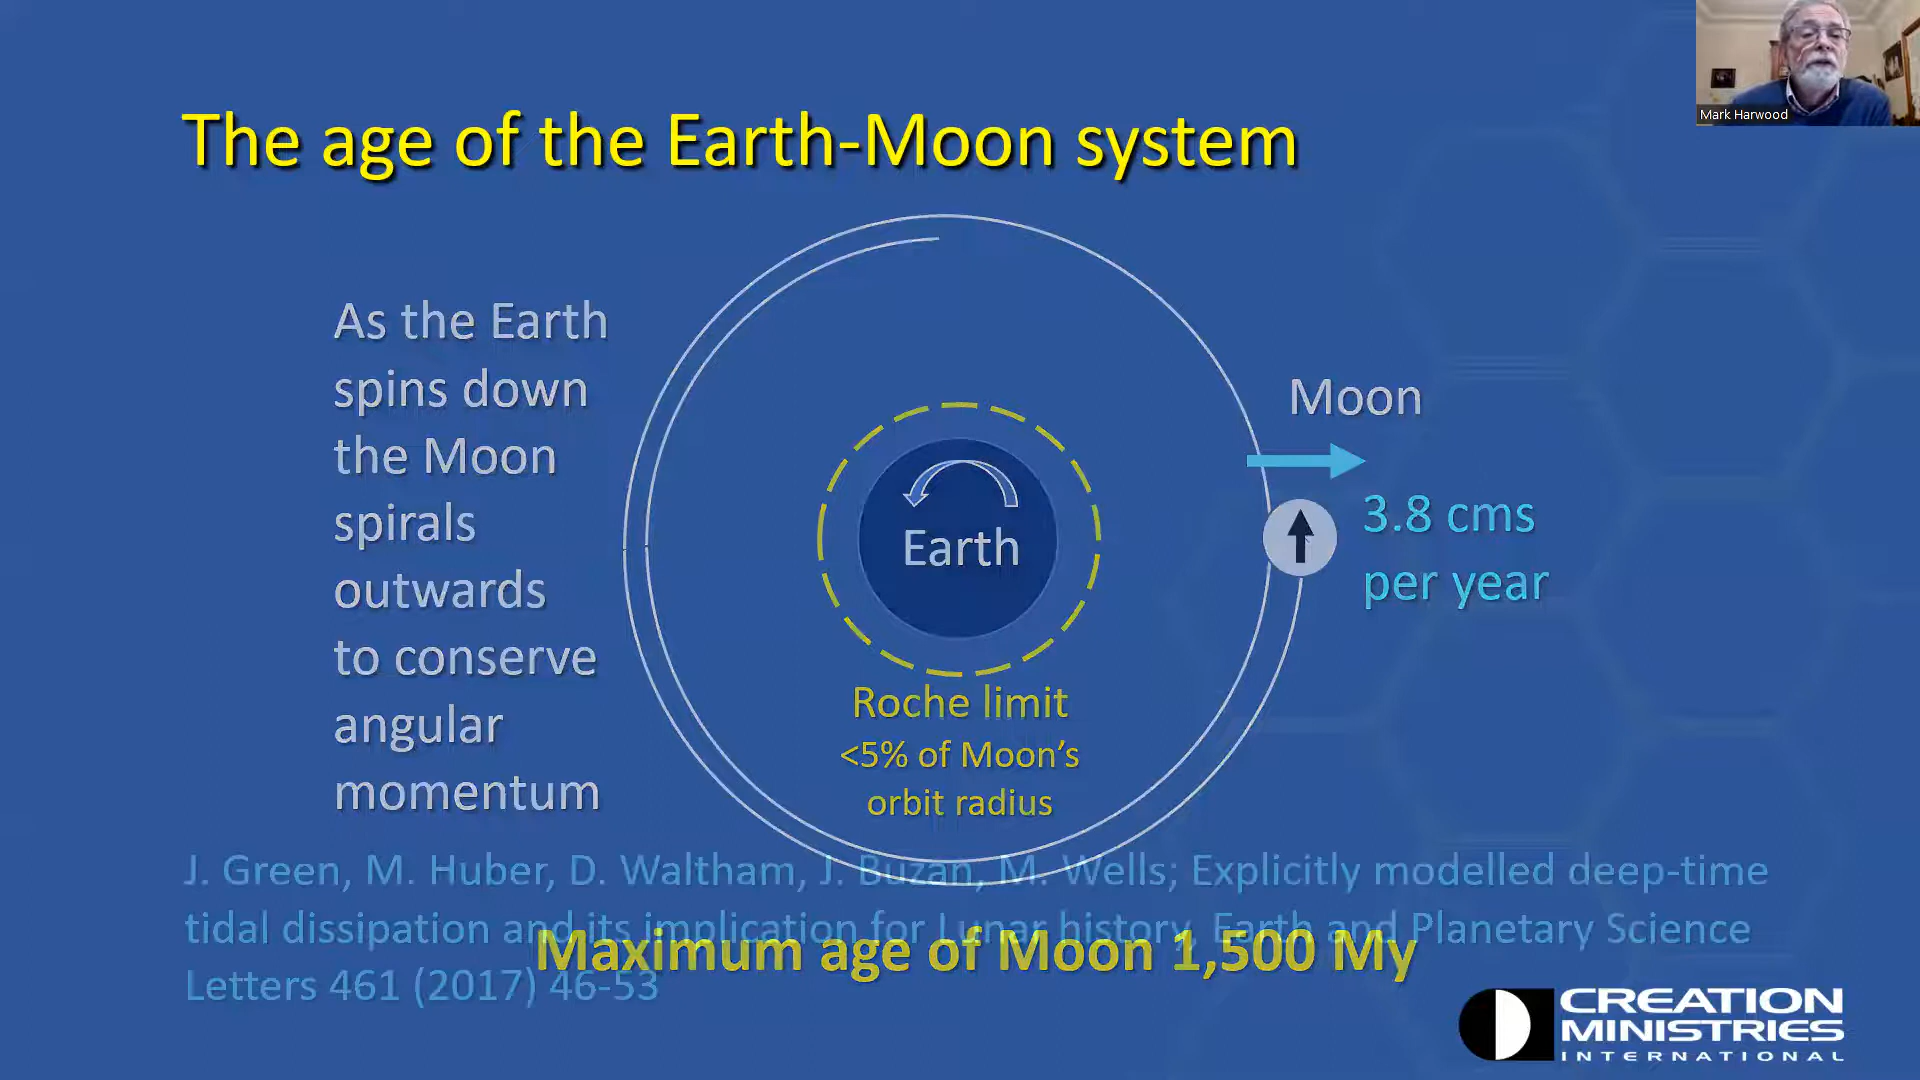 Mark Harwood
The age of the Earth-Moon system
As the Earth
spins down
the Moon
spirals
outwards
to conserve
angular
momentum
Earth
Roche limit
<5% of Moon’s
orbit radius
Moon
3.8 cms
per year
J. Green, M. Huber, D. Waltham, J. Buzan, M. Wells; Explicitly modelled deep-time
tidal dissipation and its implication for Lunar history, Earth and Planetary Science
Letters 461 (2017) 46-53
Maximum age of Moon 1,500 My
CREATION
MINISTRIES
INTERNATIONAL